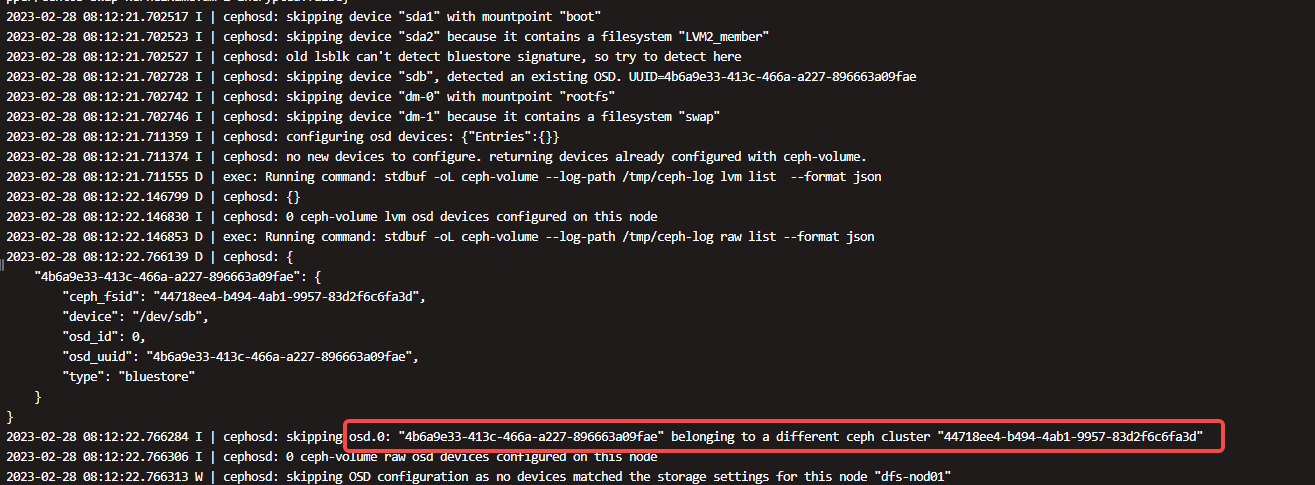 2023-02-28 08:12:21.702517 I | cephosd: skipping device "sda1" with mountpoint "boot"
2023-02-28 08:12:21.702523 I | cephosd: skipping device "sda2" because it contains a filesystem "LVM2_member"
2023-02-28 08:12:21.702527 I | cephosd: old lsblk can't detect bluestore signature, so try to detect here
2023-02-28 08:12:21.702728 I | cephosd: skipping device "sdb", detected an existing OSD. UUID=4b6a9e33-413c-466a-a227-896663a09fae
2023-02-28 08:12:21.702742 I | cephosd: skipping device "dm-0" with mountpoint "rootfs"
2023-02-28 08:12:21.702746 I | cephosd: skipping device "dm-1" because it contains a filesystem "swap"
2023-02-28 08:12:21.711359 I | cephosd: configuring osd devices: {"Entries":{}}
2023-02-28 08:12:21.711374 I | cephosd: no new devices to configure. returning devices already configured with ceph-volume.
2023-02-28 08:12:21.711555 D | exec: Running command: stdbuf -oL ceph-volume --log-path /tmp/ceph-log lvm list  --format json
2023-02-28 08:12:22.146799 D | cephosd: {}
2023-02-28 08:12:22.146830 I | cephosd: 0 ceph-volume lvm osd devices configured on this node
2023-02-28 08:12:22.146853 D | exec: Running command: stdbuf -oL ceph-volume --log-path /tmp/ceph-log raw list --format json
2023-02-28 08:12:22.766139 D | cephosd: {
    "4b6a9e33-413c-466a-a227-896663a09fae": {
        "ceph_fsid": "44718ee4-b494-4ab1-9957-83d2f6c6fa3d",
        "device": "/dev/sdb",
        "osd_id": 0,
        "osd_uuid": "4b6a9e33-413c-466a-a227-896663a09fae",
        "type": "bluestore"
    }
}
2023-02-28 08:12:22.766284 I | cephosd: skipping osd.0: "4b6a9e33-413c-466a-a227-896663a09fae" belonging to a different ceph cluster "44718ee4-b494-4ab1-9957-83d2f6c6fa3d"
2023-02-28 08:12:22.766306 I | cephosd: 0 ceph-volume raw osd devices configured on this node
2023-02-28 08:12:22.766313 W | cephosd: skipping OSD configuration as no devices matched the storage settings for this node "dfs-nod01"